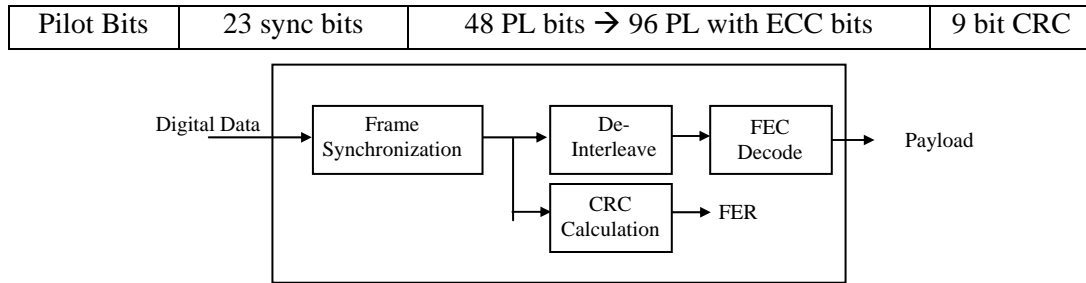 Pilot Bits 23 sync bits 48 PL bits → 96 PL with ECC bits 9 bit CRC
Digital Data
Frame
Synchronization
De-
Interleave
FEC
Decode
Payload
CRC
Calculation
FER